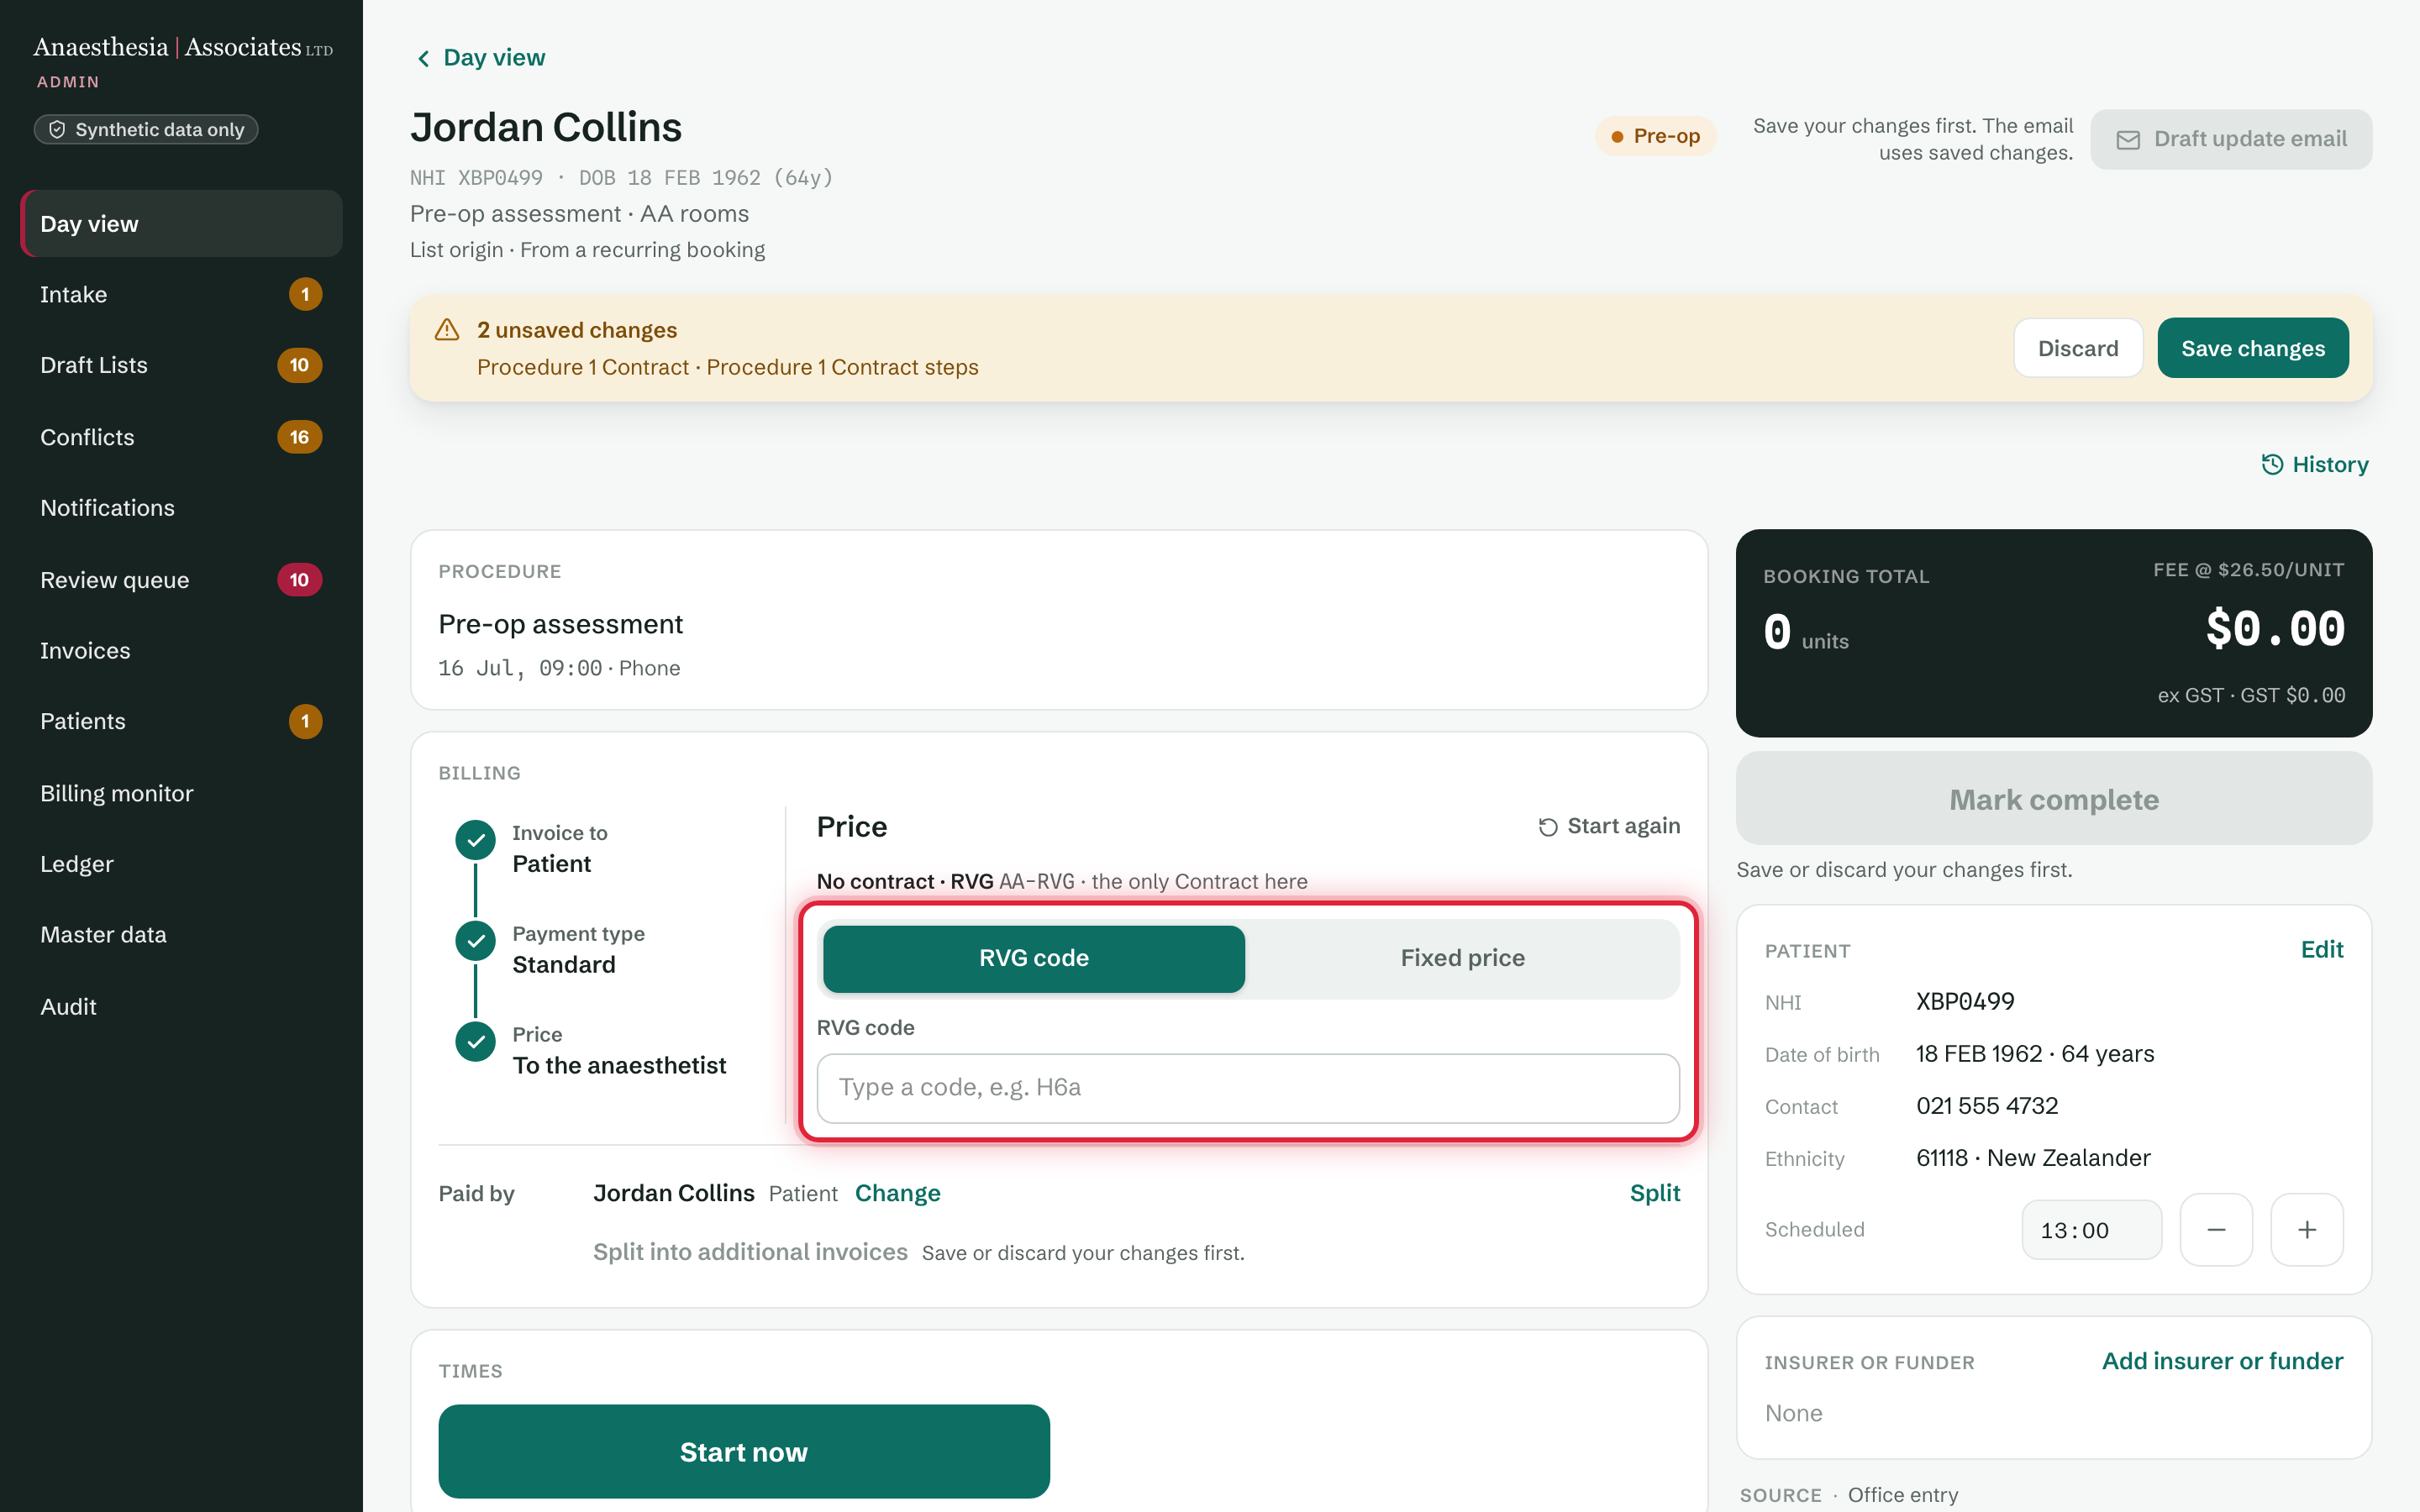 Anaesthesia | Associates LTD
ADMIN
Synthetic data only
Day view
Intake 1
Draft Lists 10
Conflicts 16
Notifications
Review queue 10
Invoices
Patients 1
Billing monitor
Ledger
Master data
Audit
Day view
Jordan Collins
NHI XBP0499 · DOB 18 FEB 1962 (64y)
Pre-op assessment · AA rooms
List origin · From a recurring booking
Pre-op
Save your changes first. The email
uses saved changes.
Draft update email
2 unsaved changes
Procedure 1 Contract · Procedure 1 Contract steps
Discard
Save changes
History
PROCEDURE
Pre-op assessment
16 Jul, 09:00 · Phone
BILLING
Invoice to
Patient
Payment type
Standard
Price
To the anaesthetist
Price
Start again
No contract · RVG AA-RVG · the only Contract here
RVG code
Fixed price
RVG code
Type a code, e.g. H6a
Paid by Jordan Collins Patient Change Split
Split into additional invoices Save or discard your changes first.
TIMES
Start now
BOOKING TOTAL
FEE @ $26.50/UNIT
0 units
$0.00
ex GST · GST $0.00
Mark complete
Save or discard your changes first.
PATIENT Edit
NHI XBP0499
Date of birth 18 FEB 1962 · 64 years
Contact 021 555 4732
Ethnicity 61118 · New Zealander
Scheduled 13:00 − +
INSURER OR FUNDER Add insurer or funder
None
SOURCE · Office entry